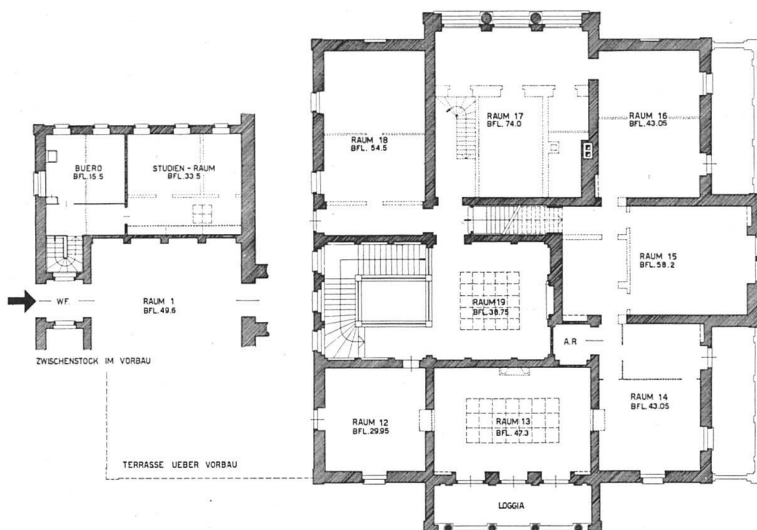 BUERO
BFL.15.5
STUDIEN - RAUM
BFL. 33.5
W.F.
RAUM 1
BFL.49.6
ZWISCHENSTOCK IM VORBAU
TERRASSE UEBER VORBAU
RAUM 18
BFL. 54.5
RAUM 17
BFL. 74.0
RAUM 16
BFL. 43.05
RAUM 15
BFL. 58.2
RAUM 19
BFL. 38.75
A.R
RAUM 12
BFL. 29.95
RAUM 13
BFL. 47.3
RAUM 14
BFL. 43.05
LOGGIA